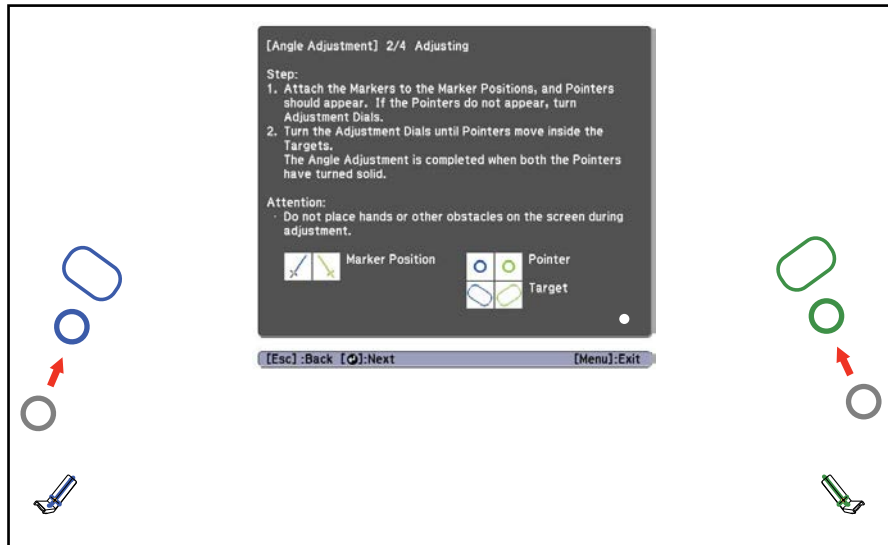 [Angle Adjustment] 2/4 Adjusting
Step:
1. Attach the Markers to the Marker Positions, and Pointers
should appear. If the Pointers do not appear, turn
Adjustment Dials.
2. Turn the Adjustment Dials until Pointers move inside the
Targets.
The Angle Adjustment is completed when both the Pointers
have turned solid.
Attention:
· Do not place hands or other obstacles on the screen during
adjustment.
Marker Position
Pointer
Target
[Esc] :Back [ ]:Next [Menu]:Exit